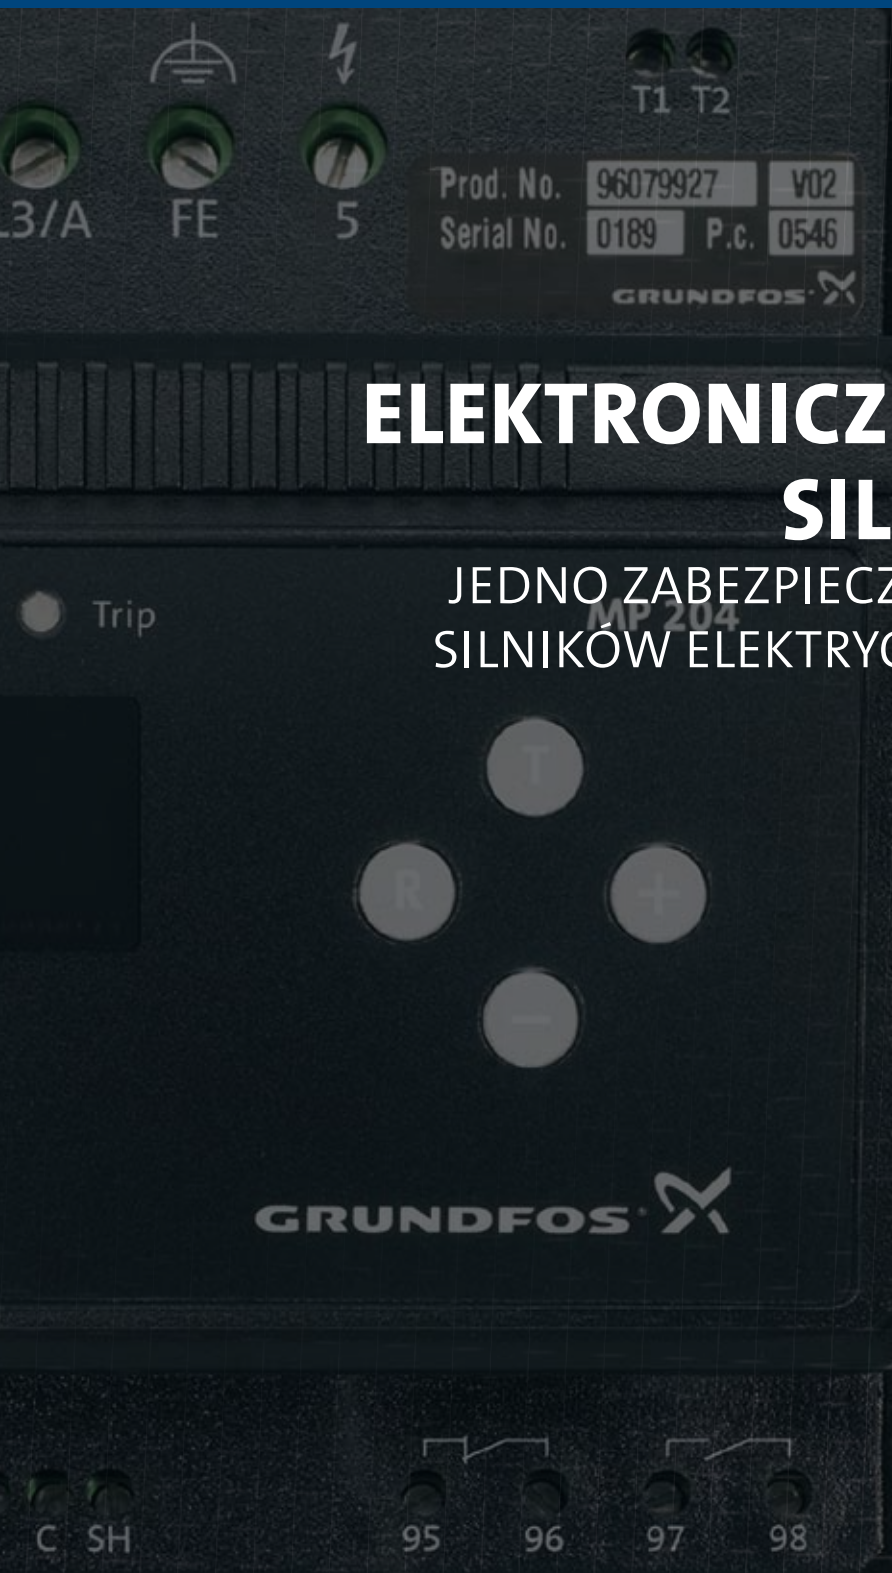 T1 T2
L3/A FE 5
Prod. No. 96079927 V02
Serial No. 0189 P.c. 0546
GRUNDFOS
ELEKTRONICZ
SIL
JEDNO ZABEZPIECZ
Trip
MP 204
SILNIKÓW ELEKTRYC
T
R +
-
GRUNDFOS
C SH 95 96 97 98